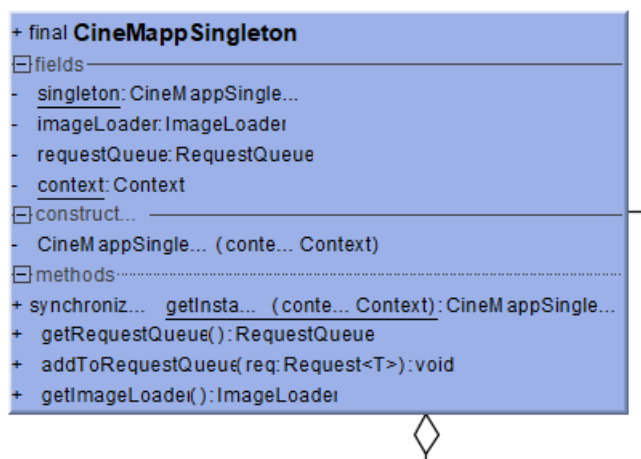 + final CineMappSingleton
fields
- singleton: CineMappSingle...
- imageLoader: ImageLoader
- requestQueue: RequestQueue
- context: Context
construct...
- CineMappSingle... (conte... Context)
methods
+ synchroniz... getInsta... (conte... Context): CineMappSingle...
+ getRequestQueue(): RequestQueue
+ addToRequestQueue(req: Request<T>): void
+ getImageLoader(): ImageLoader